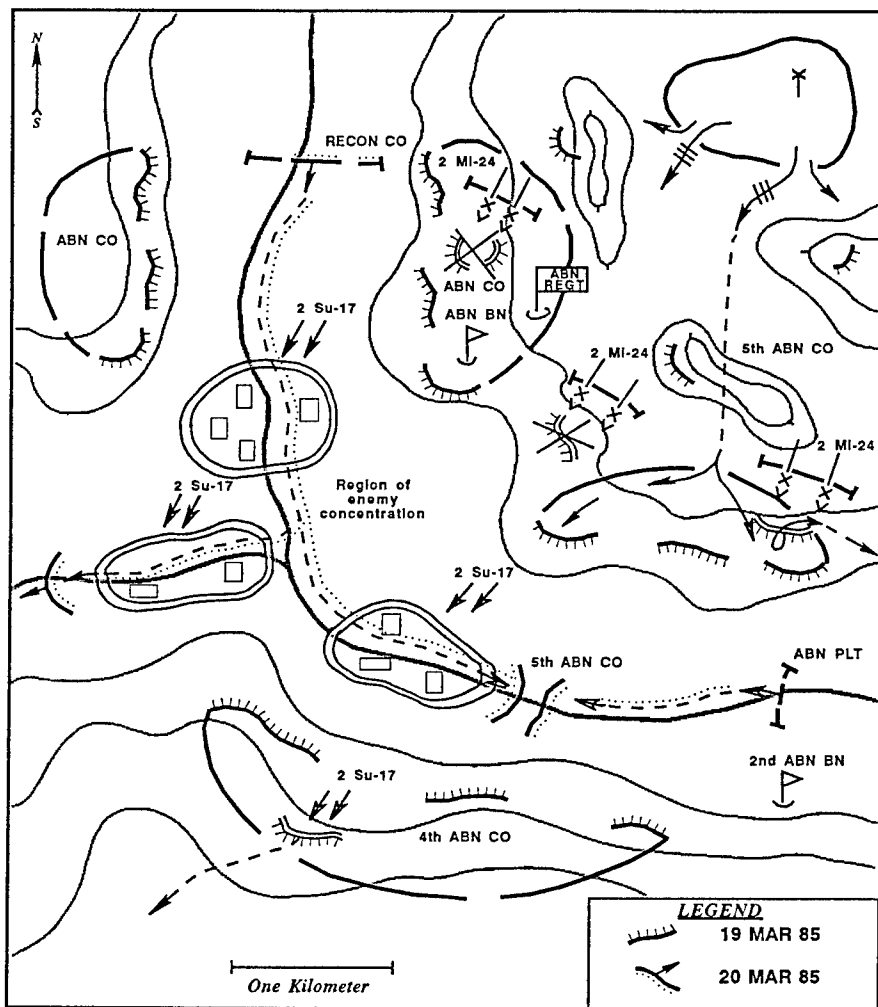 N
S
RECON CO
2 MI-24
ABN CO
ABN CO
ABN
REGT
ABN BN
2 Su-17
2 MI-24
5th ABN CO
2 MI-24
2 Su-17
Region of
enemy
concentration
2 Su-17
5th ABN CO
ABN PLT
2nd ABN BN
2 Su-17
4th ABN CO
One Kilometer
LEGEND
19 MAR 85
20 MAR 85